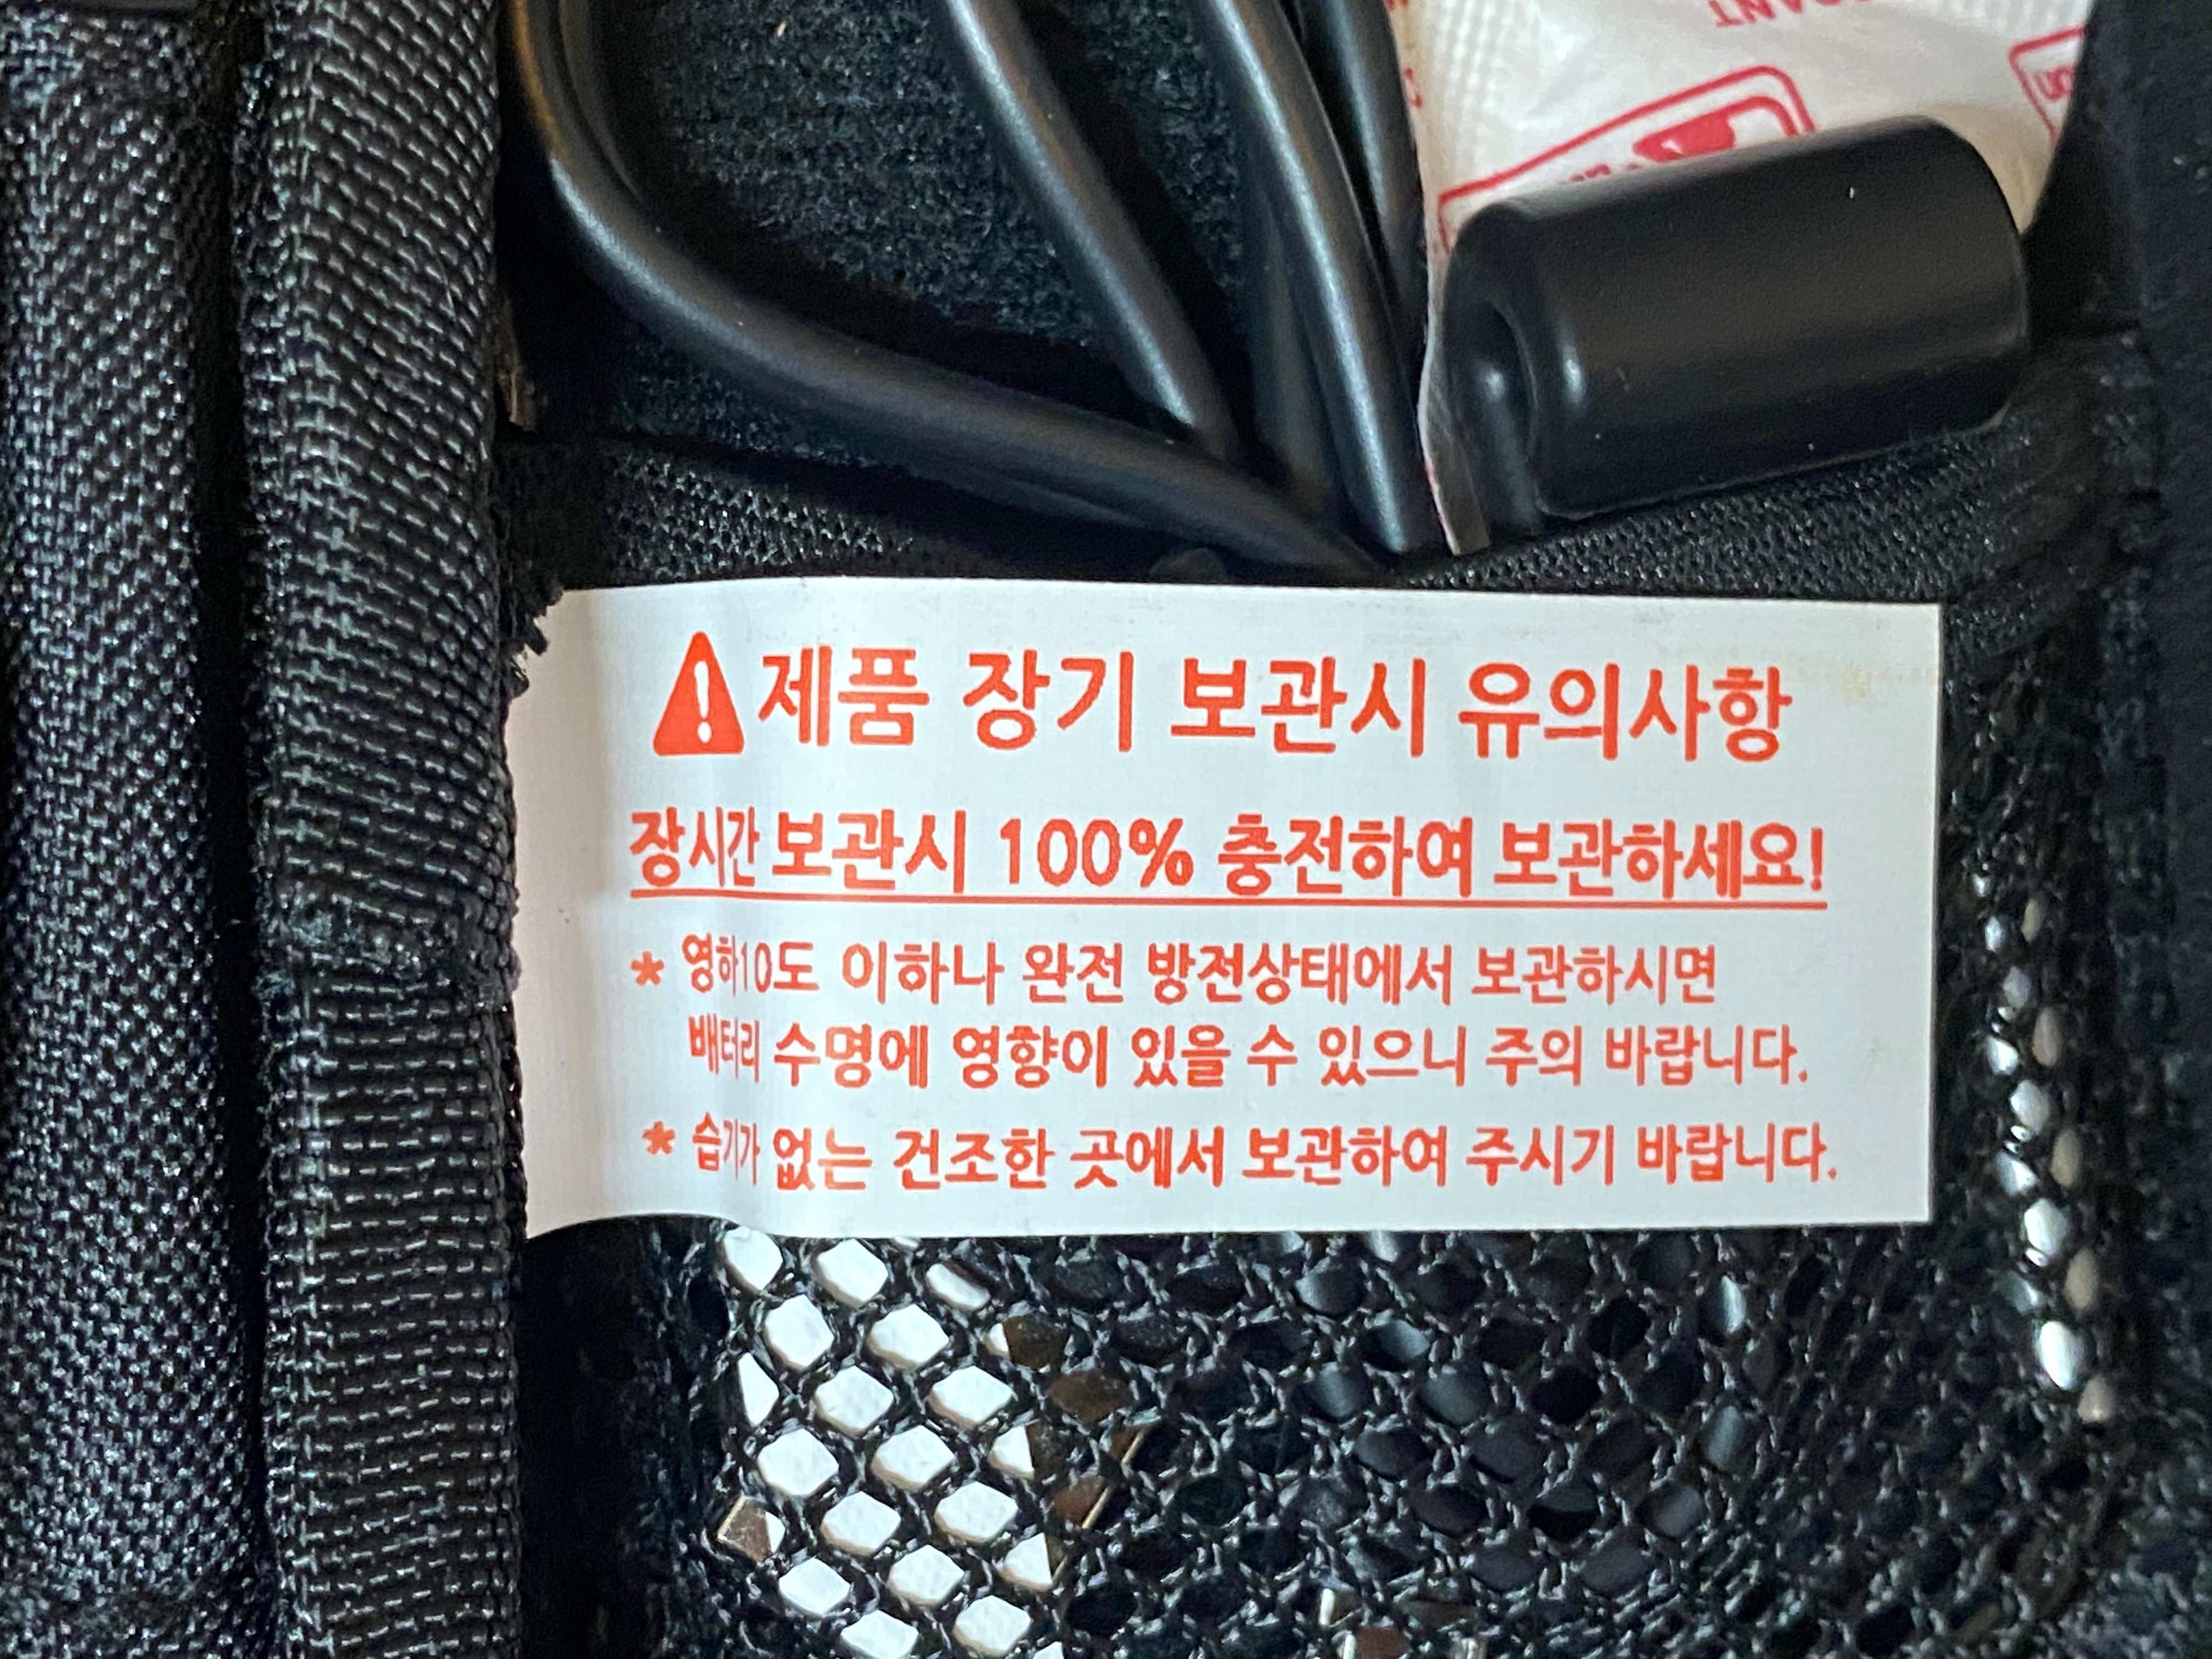 제품 장기 보관시 유의사항
장시간 보관시 100% 충전하여 보관하세요!
* 영하10도 이하나 완전 방전상태에서 보관하시면
배터리 수명에 영향이 있을 수 있으니 주의 바랍니다.
* 습기가 없는 건조한 곳에서 보관하여 주시기 바랍니다.